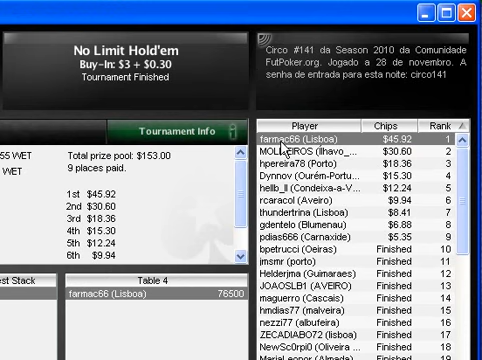 No Limit Hold'em
Buy-In: $3 + $0.30
Tournament Finished
Circo #141 da Season 2010 da Comunidade
FutPoker.org. Jogado a 28 de novembro. A
senha de entrada para esta noite: circo141
Tournament Info
55 WET
WET
Total prize pool: $153.00
9 places paid.
1st $45.92
2nd $30.60
3rd $18.36
4th $15.30
5th $12.24
6th $9.94
est Stack
Table 4
farmac66 (Lisboa) 76500
Player Chips Rank
farmac66 (Lisboa) $45.92 1
(Ilhavo_... $30.60 2
hpereira78 (Porto) $18.36 3
Dynnov (Ourém-Portu... $15.30 4
hellb_ll (Condeixa-a-V... $12.24 5
rcaracol (Aveiro) $9.94 6
thundertrina (Lisboa) $8.41 7
gdentelo (Blumenau) $6.88 8
pdias666 (Carnaxide) $5.35 9
bpetrucci (Oeiras) Finished 10
jmsmr (porto) Finished 11
Helderjma (Guimaraes) Finished 12
JOAOSLB1 (AVEIRO) Finished 13
maguerro (Cascais) Finished 14
hmdias77 (malveira) Finished 15
nezzi77 (albufeira) Finished 16
ZECADIABO72 (lisboa) Finished 17
NewSc0rpi0 (Oliveira ... Finished 18
Finished 19